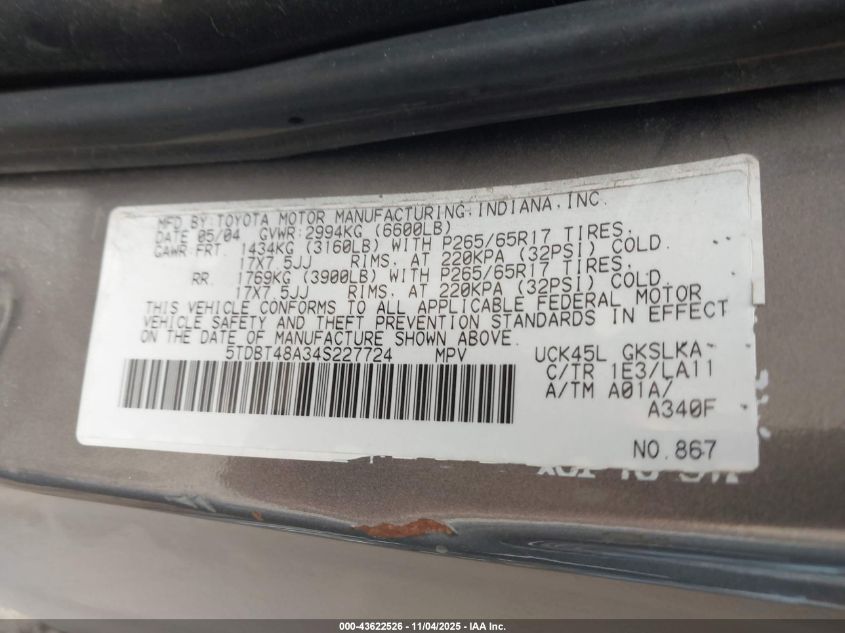 MFD. BY: TOYOTA MOTOR MANUFACTURING, INDIANA, INC.
DATE 05/04 GVWR: 2994KG (6600LB)
GAWR: FRT. 1434KG (3160LB) WITH P265/65R17 TIRES,
17X7.5JJ RIMS, AT 220KPA (32PSI) COLD.
RR. 1769KG (3900LB) WITH P265/65R17 TIRES,
17X7.5JJ RIMS, AT 220KPA (32PSI) COLD.
THIS VEHICLE CONFORMS TO ALL APPLICABLE FEDERAL MOTOR
VEHICLE SAFETY AND THEFT PREVENTION STANDARDS IN EFFECT
ON THE DATE OF MANUFACTURE SHOWN ABOVE.
5TDBT48A34S227724 MPV UCK45L GKSLKA
C/TR 1E3/LA11
A/TM A01A/
A340F
NO. 867
000-43622526 - 11/04/2025 - IAA Inc.